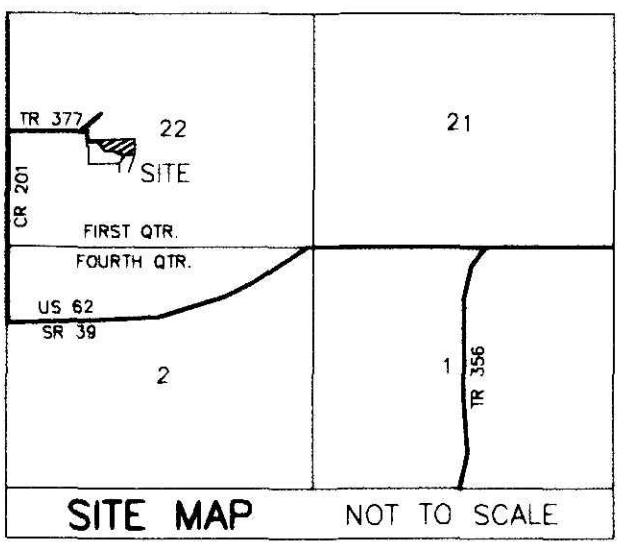 TR 377
22
21
17
SITE
CR 201
FIRST QTR.
FOURTH QTR.
US 62
SR 39
2
1
TR 356
SITE MAP
NOT TO SCALE